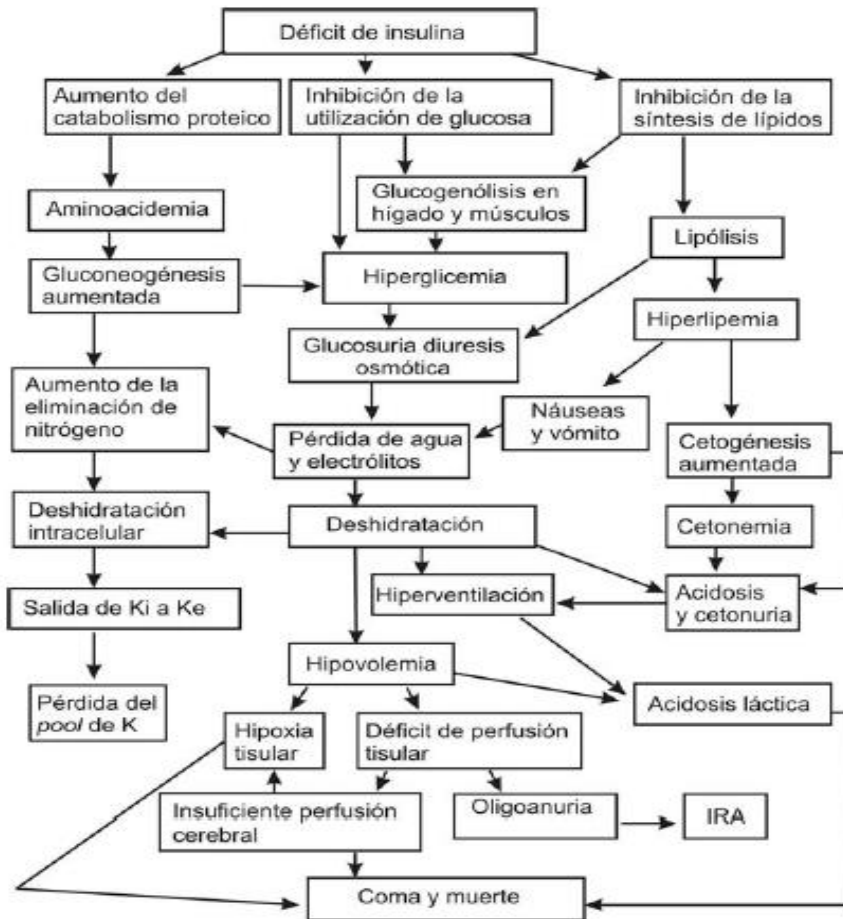 Déficit de insulina
Aumento del
catabolismo proteico
Inhibición de la
utilización de glucosa
Inhibición de la
síntesis de lípidos
Aminoacidemia
Glucogenólisis en
hígado y músculos
Lipólisis
Gluconeogénesis
aumentada
Hiperglicemia
Hiperlipemia
Glucosuria diuresis
osmótica
Aumento de la
eliminación de
nitrógeno
Náuseas
y vómito
Pérdida de agua
y electrólitos
Cetogénesis
aumentada
Deshidratación
intracelular
Deshidratación
Cetonemia
Salida de Ki a Ke
Hiperventilación
Acidosis
y cetonuria
Hipovolemia
Pérdida del
pool de K
Acidosis láctica
Hipoxia
tisular
Déficit de perfusión
tisular
Insuficiente perfusión
cerebral
Oligoanuria
IRA
Coma y muerte